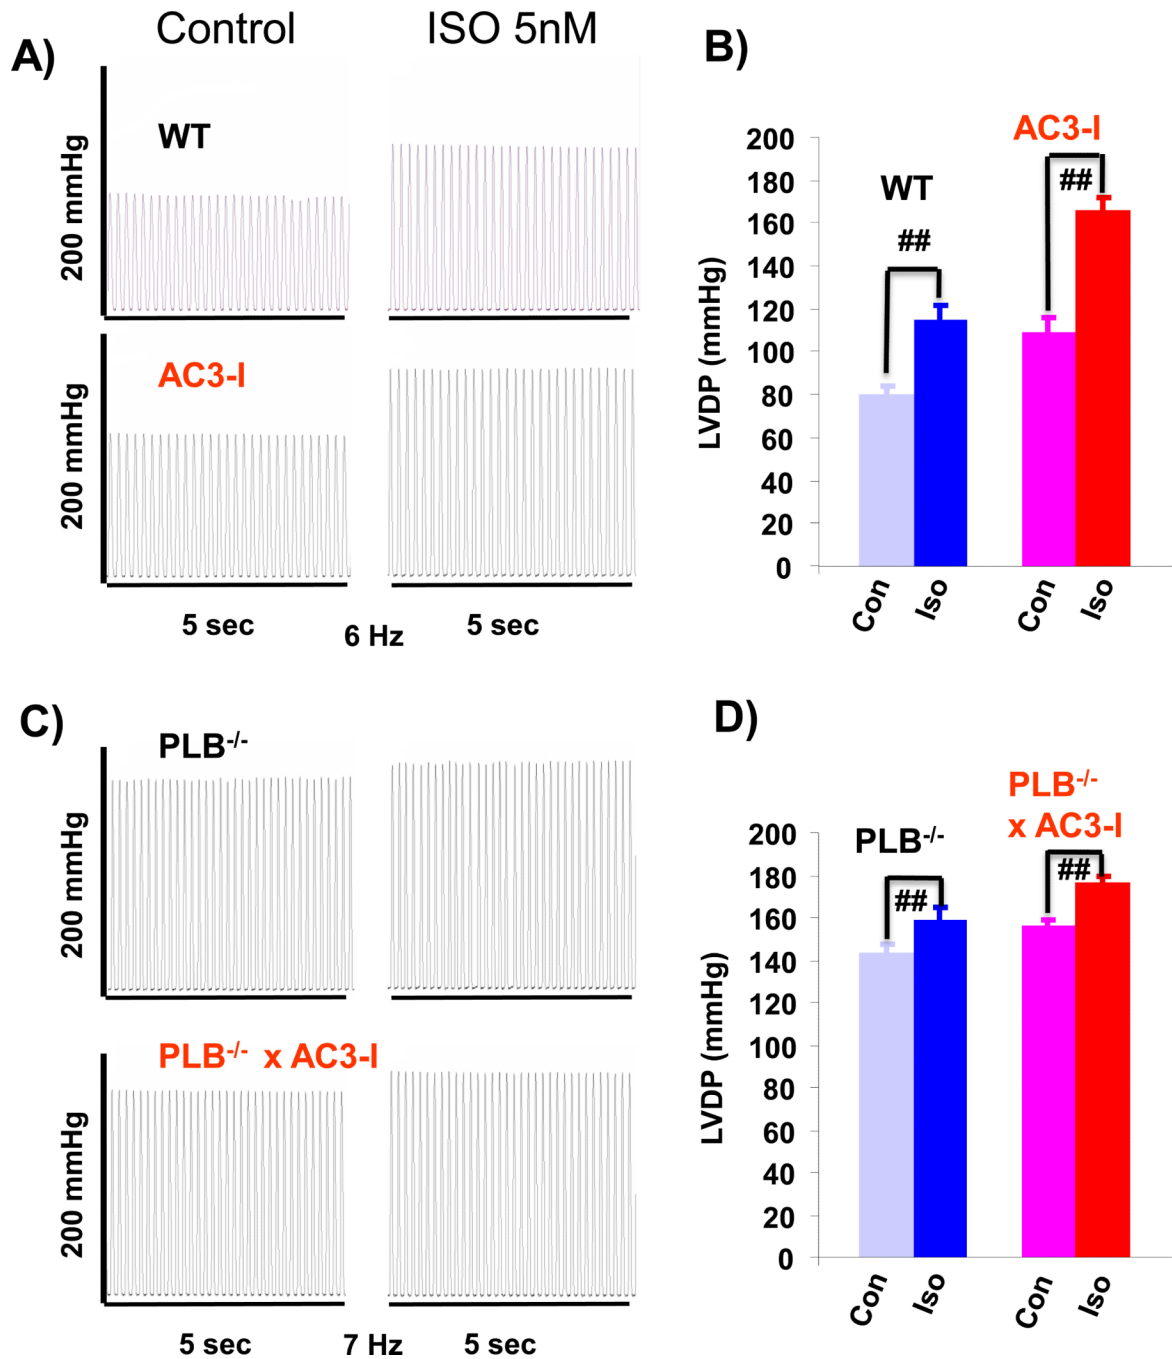 A)
Control
ISO 5nM
WT
200 mmHg
AC3-I
200 mmHg
5 sec
6 Hz
5 sec
B)
LVDP (mmHg)
200
180
160
140
120
100
80
60
40
20
0
WT
##
AC3-I
##
Con
Iso
Con
Iso
C)
PLB-/-
200 mmHg
PLB-/- x AC3-I
200 mmHg
5 sec
7 Hz
5 sec
D)
LVDP (mmHg)
200
180
160
140
120
100
80
60
40
20
0
PLB-/-
##
PLB-/-
x AC3-I
##
Con
Iso
Con
Iso